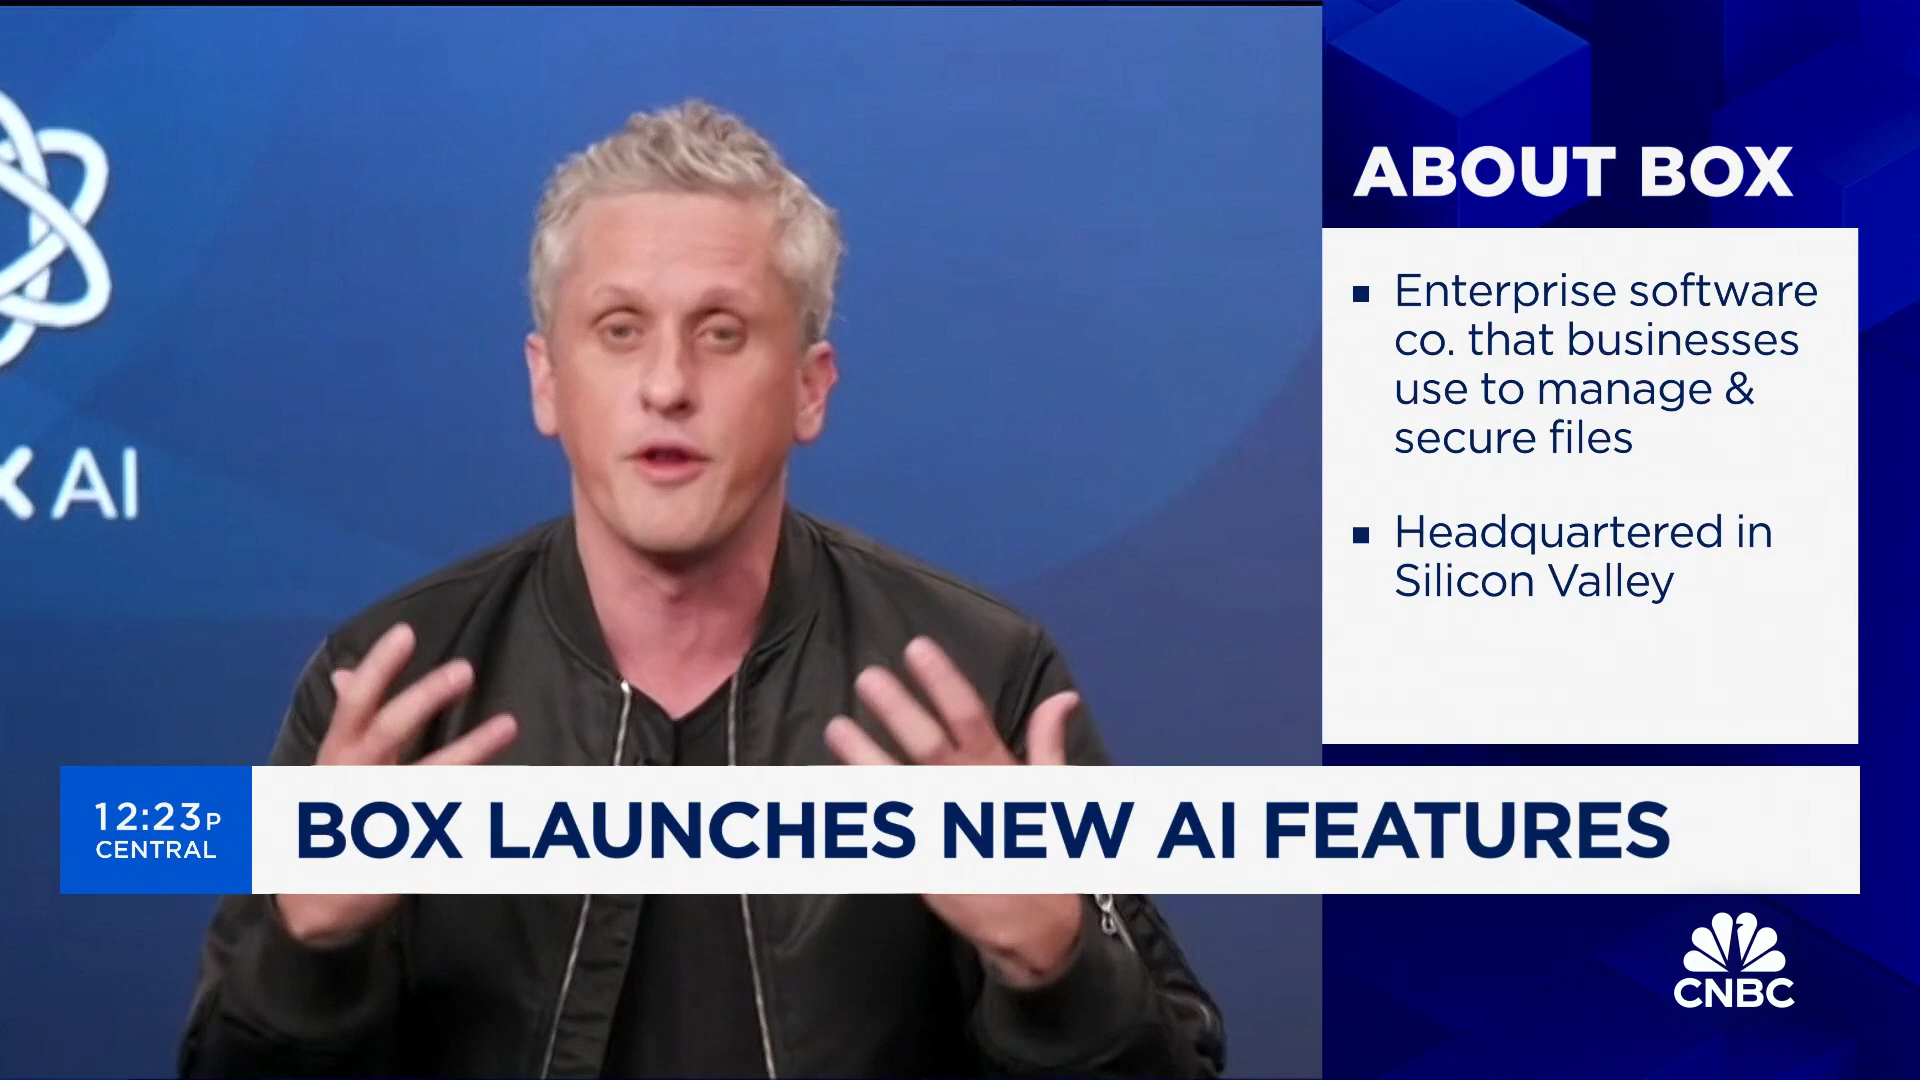 AI
ABOUT BOX
▪ Enterprise software
co. that businesses
use to manage &
secure files
▪ Headquartered in
Silicon Valley
12:23P
CENTRAL
BOX LAUNCHES NEW AI FEATURES
CNBC